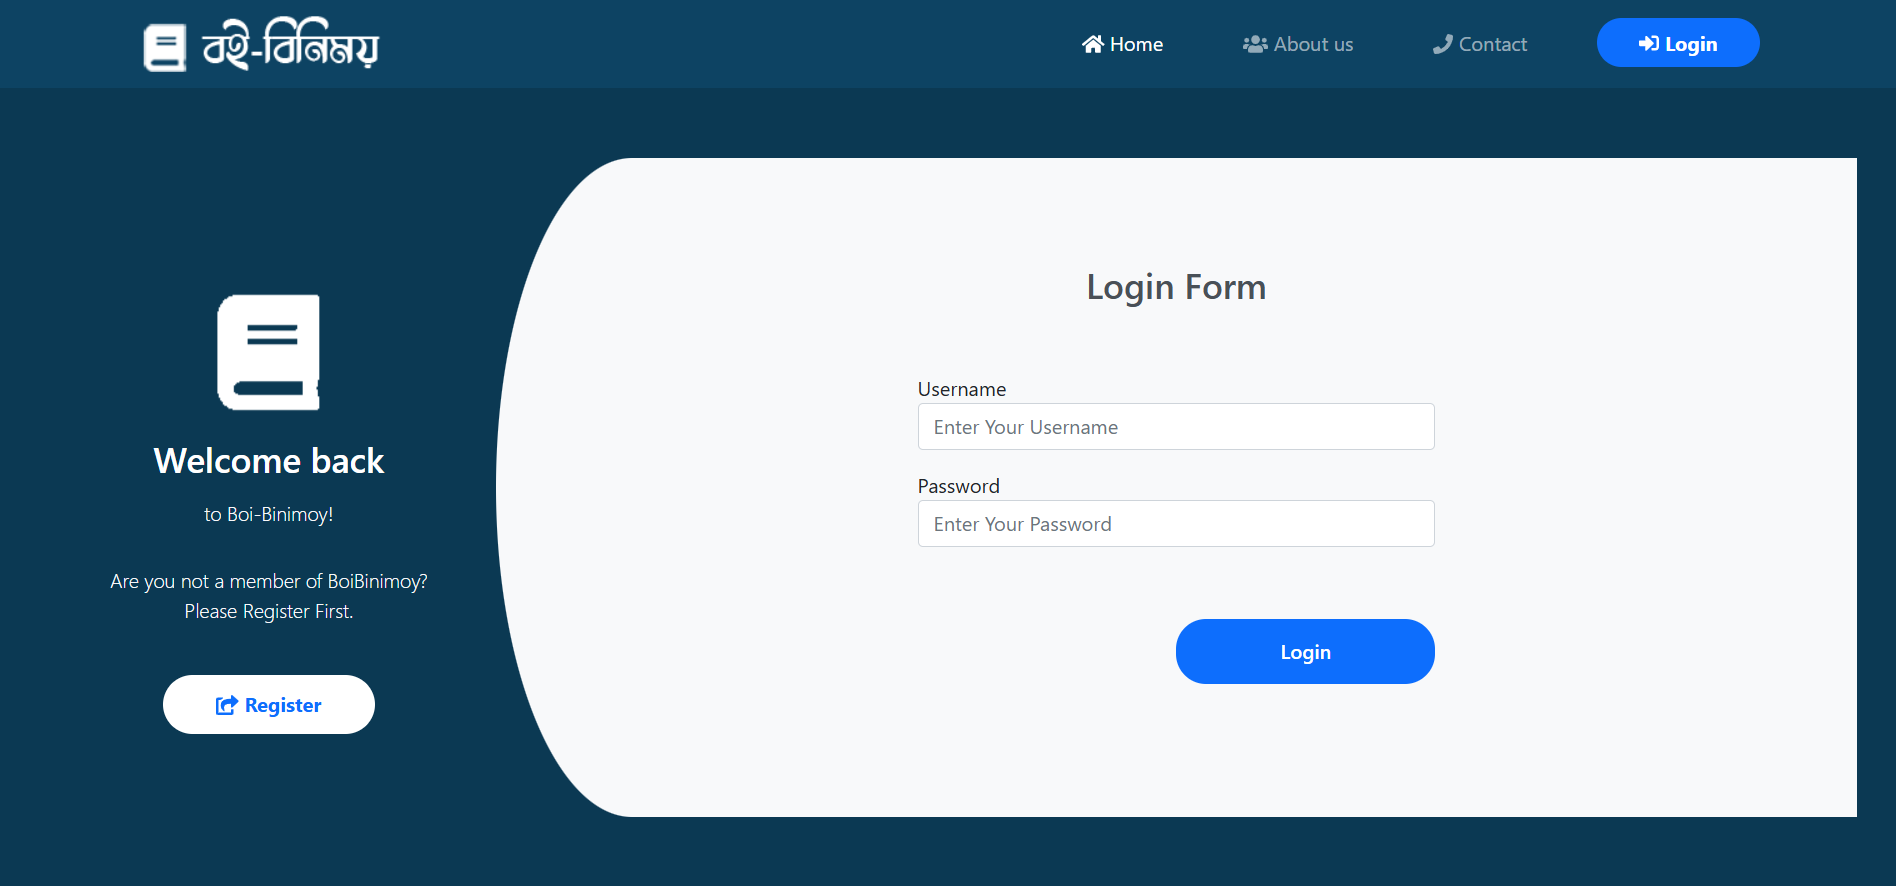 বই-বিনিময়
Home
About us
Contact
Login
Welcome back
to Boi-Binimoy!
Are you not a member of BoiBinimoy?
Please Register First.
Register
Login Form
Username
Enter Your Username
Password
Enter Your Password
Login